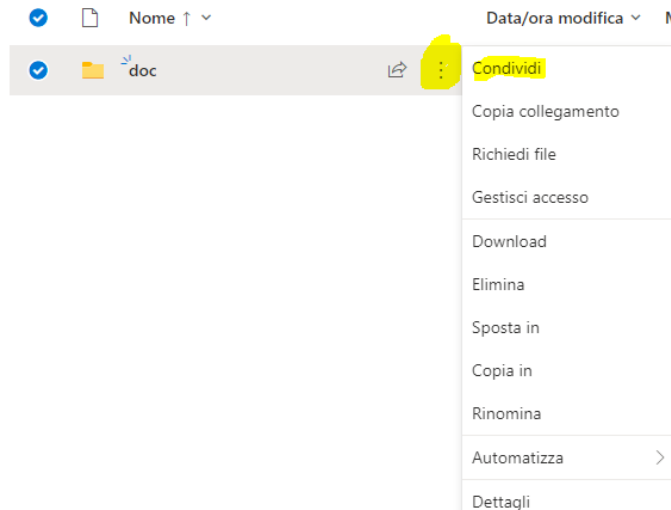 Nome Data/ora modifica
doc Condividi
Copia collegamento
Richiedi file
Gestisci accesso
Download
Elimina
Sposta in
Copia in
Rinomina
Automatizza
Dettagli